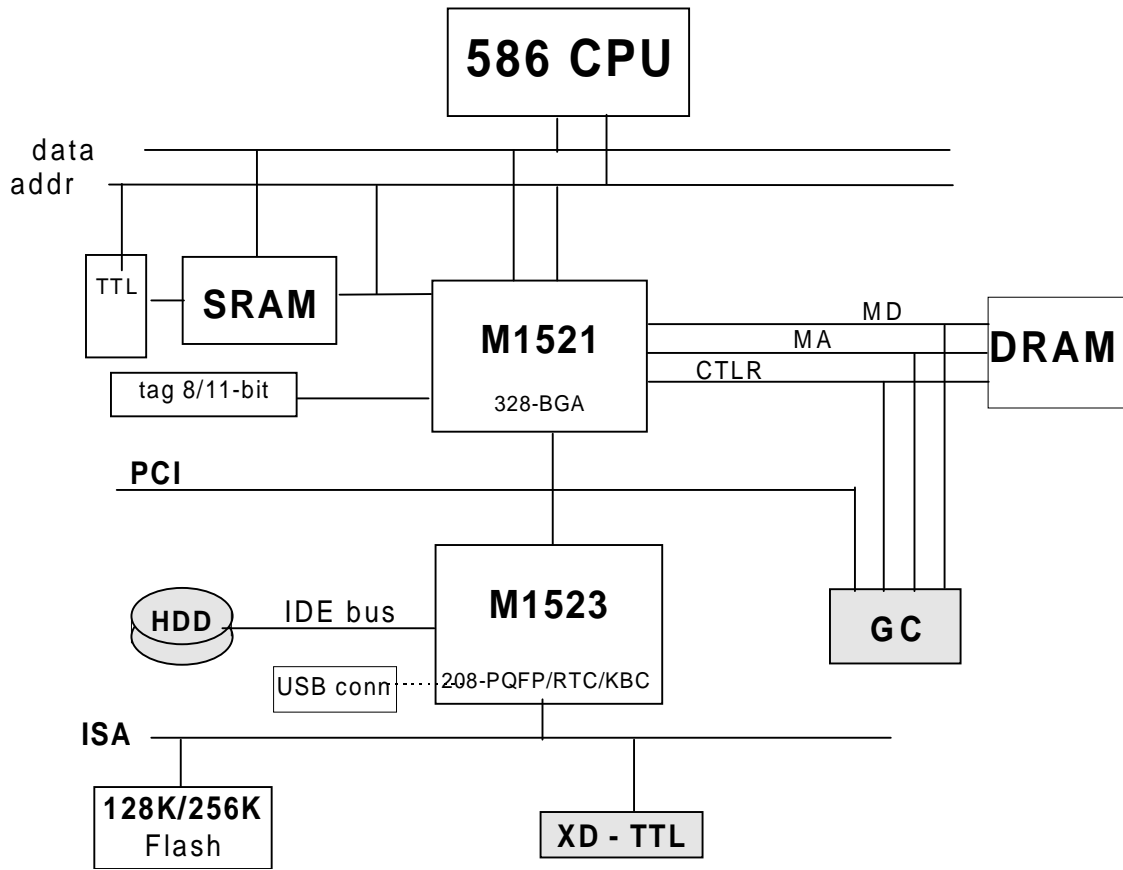 586 CPU
data
addr
TTL
SRAM
M1521
328-BGA
MD
MA
CTLR
DRAM
tag 8/11-bit
PCI
HDD
IDE bus
M1523
208-PQFP/RTC/KBC
GC
USB conn
ISA
128K/256K
Flash
XD - TTL